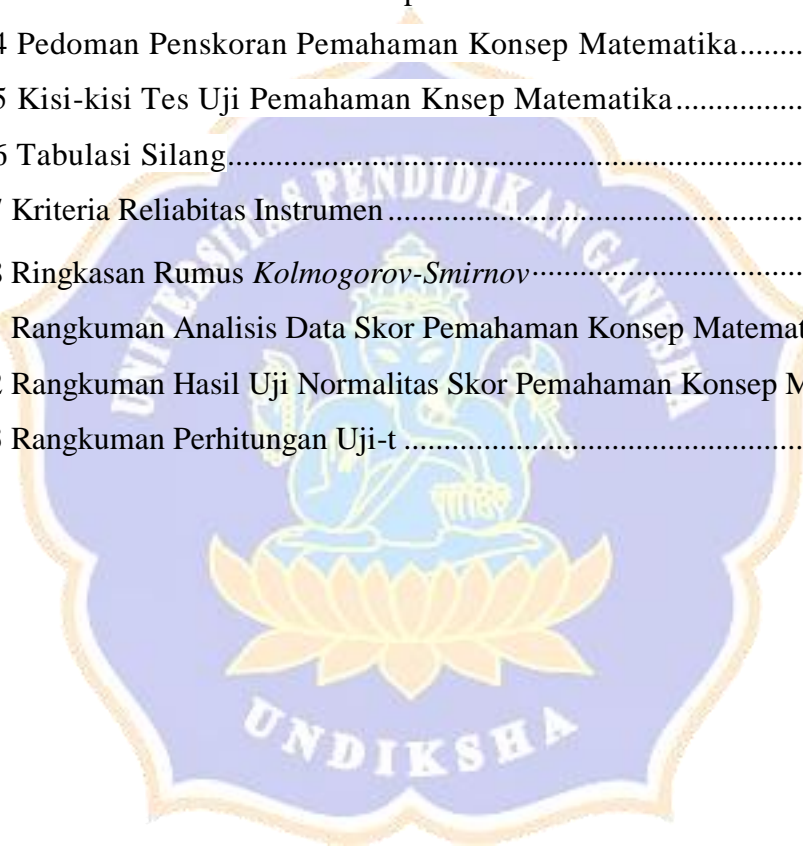 4 Pedoman Penskoran Pemahaman Konsep Matematika..........
5 Kisi-kisi Tes Uji Pemahaman Knsep Matematika................
6 Tabulasi Silang.......................................................................
7 Kriteria Reliabitas Instrumen...................................................
8 Ringkasan Rumus Kolmogorov-Smirnov..................................
Rangkuman Analisis Data Skor Pemahaman Konsep Matemat
2 Rangkuman Hasil Uji Normalitas Skor Pemahaman Konsep M
3 Rangkuman Perhitungan Uji-t ................................................
UNIVERSITAS PENDIDIKAN GANESHA
UNDIKSHA